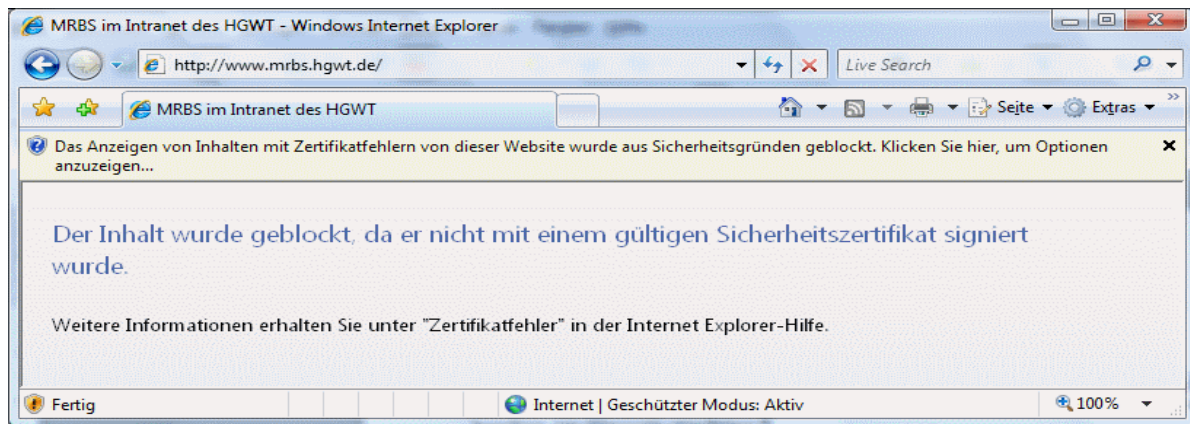 MRBS im Intranet des HGWT - Windows Internet Explorer
http://www.mrbs.hgwt.de/
Live Search
MRBS im Intranet des HGWT
Seite
Extras
Das Anzeigen von Inhalten mit Zertifikatfehlern von dieser Website wurde aus Sicherheitsgründen geblockt. Klicken Sie hier, um Optionen
anzuzeigen...
Der Inhalt wurde geblockt, da er nicht mit einem gültigen Sicherheitszertifikat signiert
wurde.
Weitere Informationen erhalten Sie unter "Zertifikatfehler" in der Internet Explorer-Hilfe.
Fertig
Internet | Geschützter Modus: Aktiv
100%